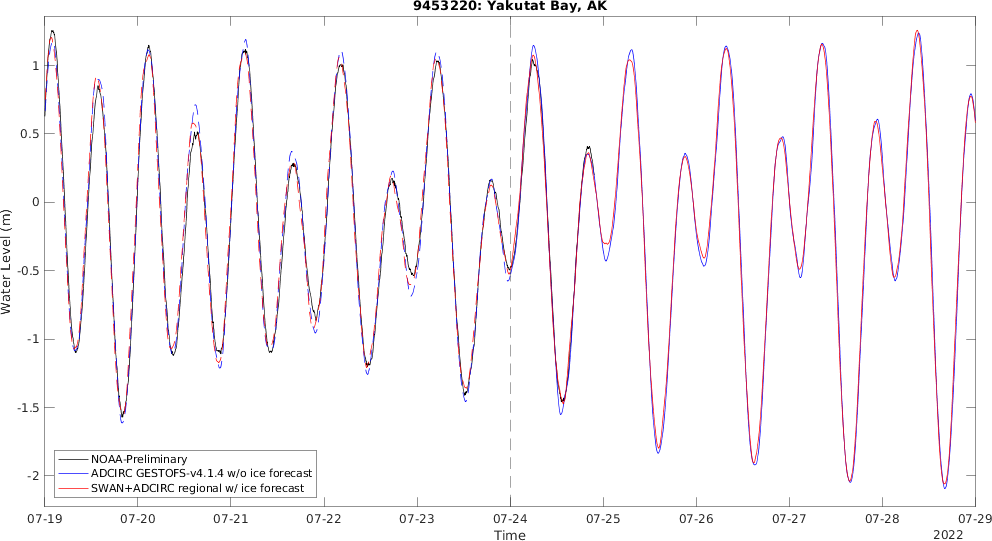 9453220: Yakutat Bay, AK
Water Level (m)
1
0.5
0
-0.5
-1
-1.5
-2
NOAA-Preliminary
ADCIRC GESTOFS-v4.1.4 w/o ice forecast
SWAN+ADCIRC regional w/ ice forecast
07-19 07-20 07-21 07-22 07-23 07-24 07-25 07-26 07-27 07-28 07-29
Time
2022